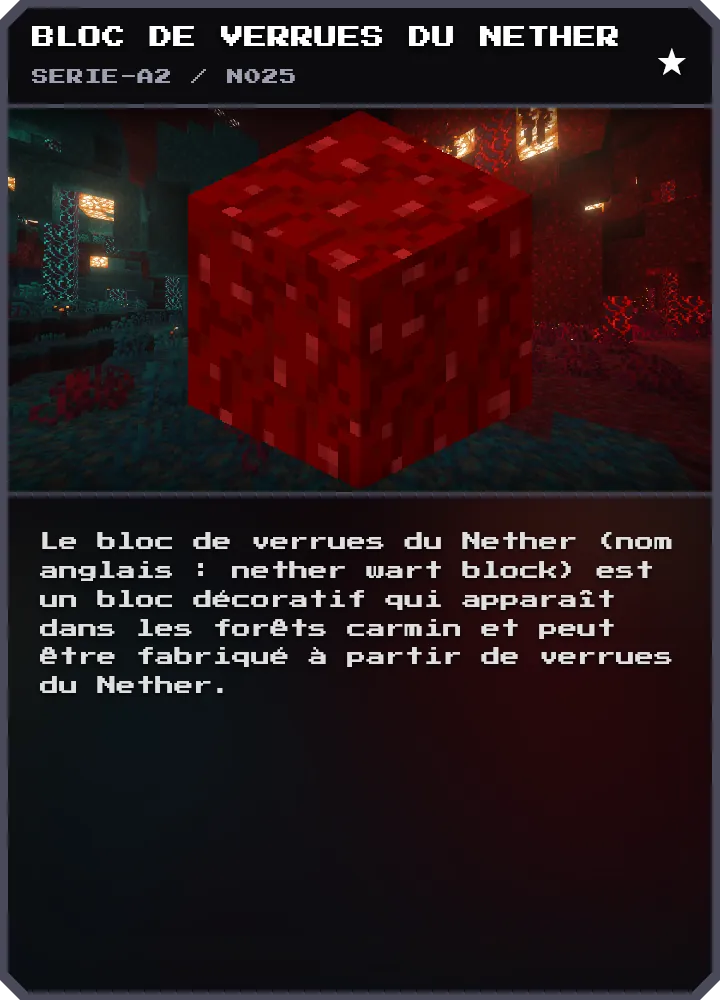 BLOC DE VERRUES DU NETHER
SERIE-A2 / NO25
Le bloc de verrues du Nether (nom
anglais : nether wart block) est
un bloc décoratif qui apparaît
dans les forêts carmin et peut
être fabriqué à partir de verrues
du Nether.